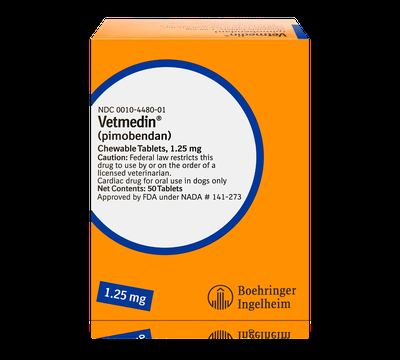 Vetmedin®
NDC 0010-4480-01
Vetmedin®
(pimobendan)
Chewable Tablets, 1.25 mg
Caution: Federal law restricts this
drug to use by or on the order of a
licensed veterinarian.
Cardiac drug for oral use in dogs only
Net Contents: 50 Tablets
Approved by FDA under NADA # 141-273
1.25 mg
Boehringer
Ingelheim